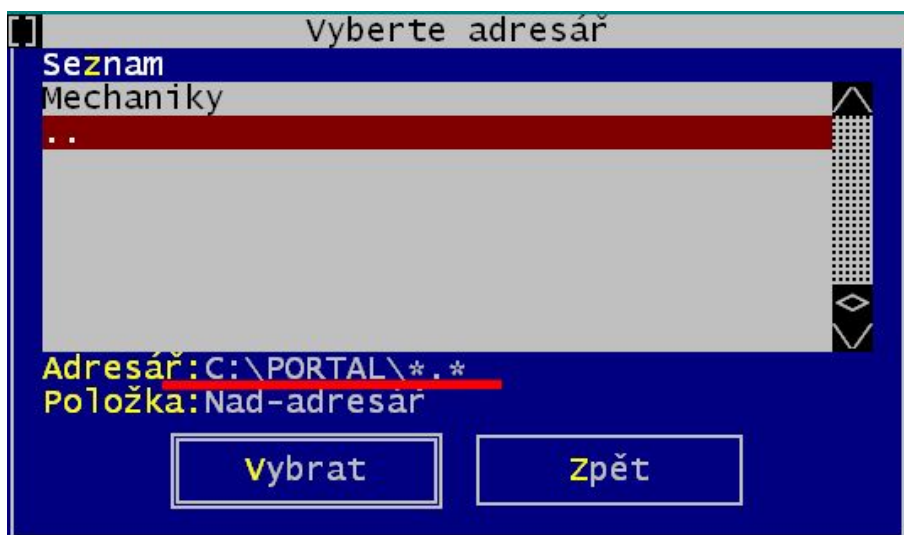 [ ] Vyberte adresář
Seznam
Mechaniky
..
Adresář:C:\PORTAL\*.*
Položka:Nad-adresář
Vybrat Zpět